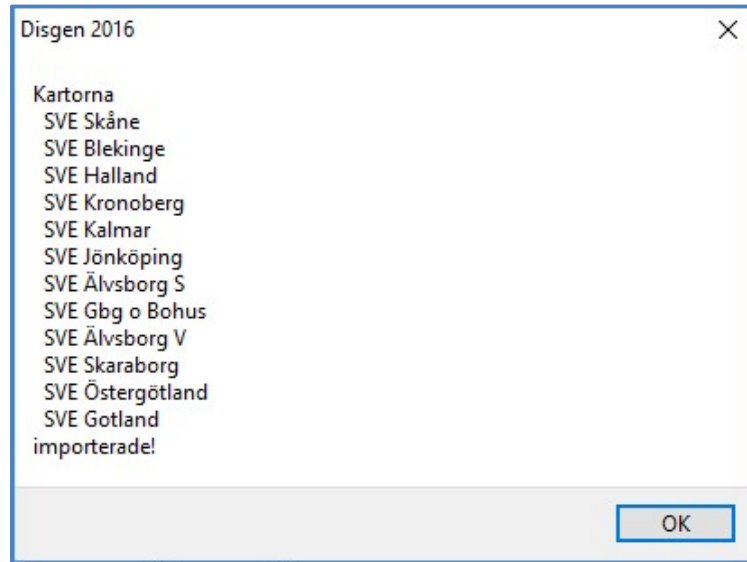 Disgen 2016
Kartorna
SVE Skåne
SVE Blekinge
SVE Halland
SVE Kronoberg
SVE Kalmar
SVE Jönköping
SVE Älvsborg S
SVE Gbg o Bohus
SVE Älvsborg V
SVE Skaraborg
SVE Östergötland
SVE Gotland
importerade!
OK